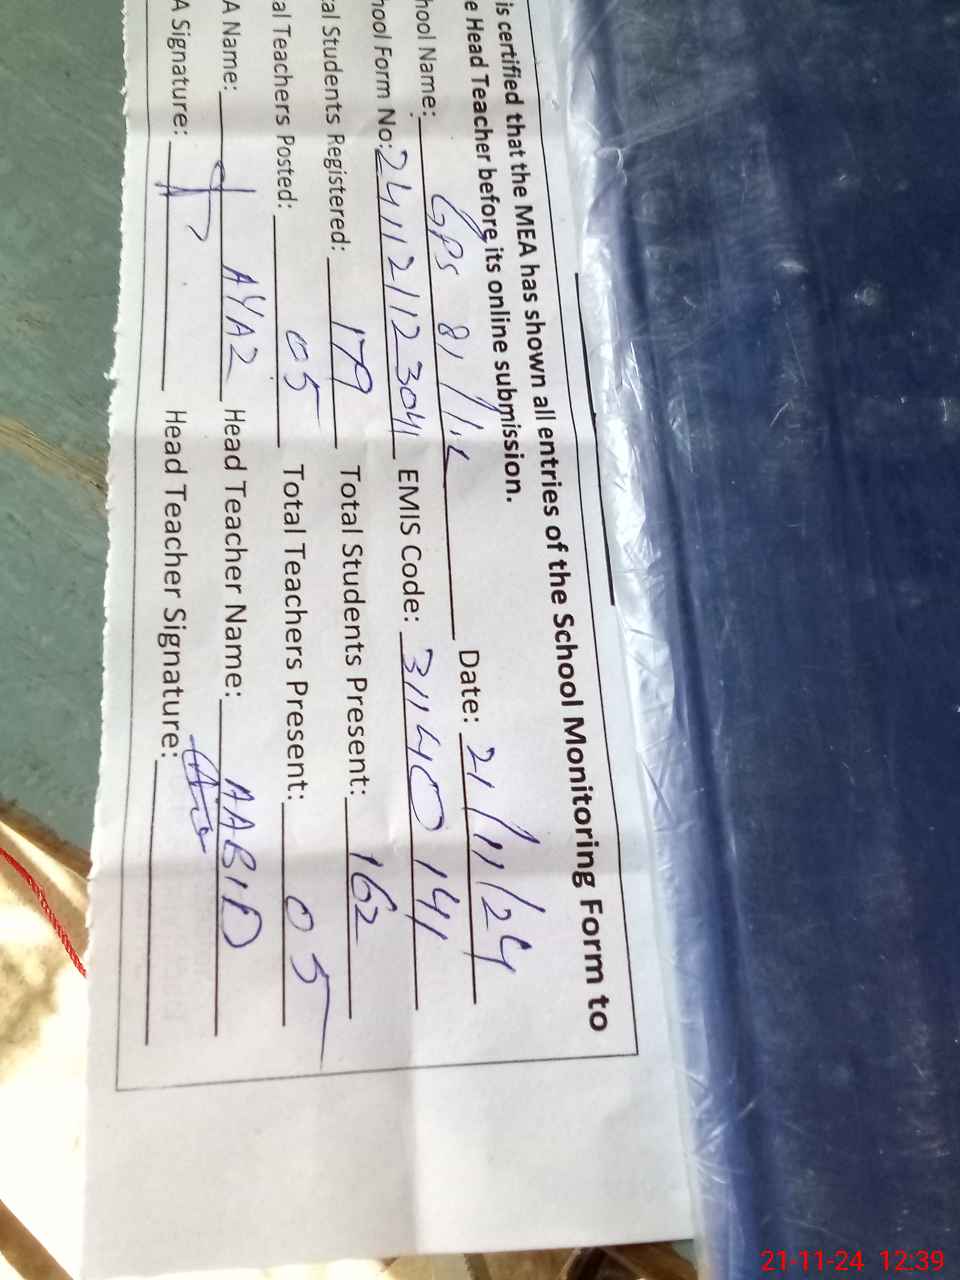 is certified that the MEA has shown all entries of the School Monitoring Form to
e Head Teacher before its online submission.
hool Name: GPS 81/1.L Date: 21/11/24
hool Form No: 241121123041 EMIS Code: 31140141
tal Students Registered: 179 Total Students Present: 162
al Teachers Posted: 05 Total Teachers Present: 05
A Name: AYAZ Head Teacher Name: AABID
A Signature: Head Teacher Signature:
21-11-24 12:39